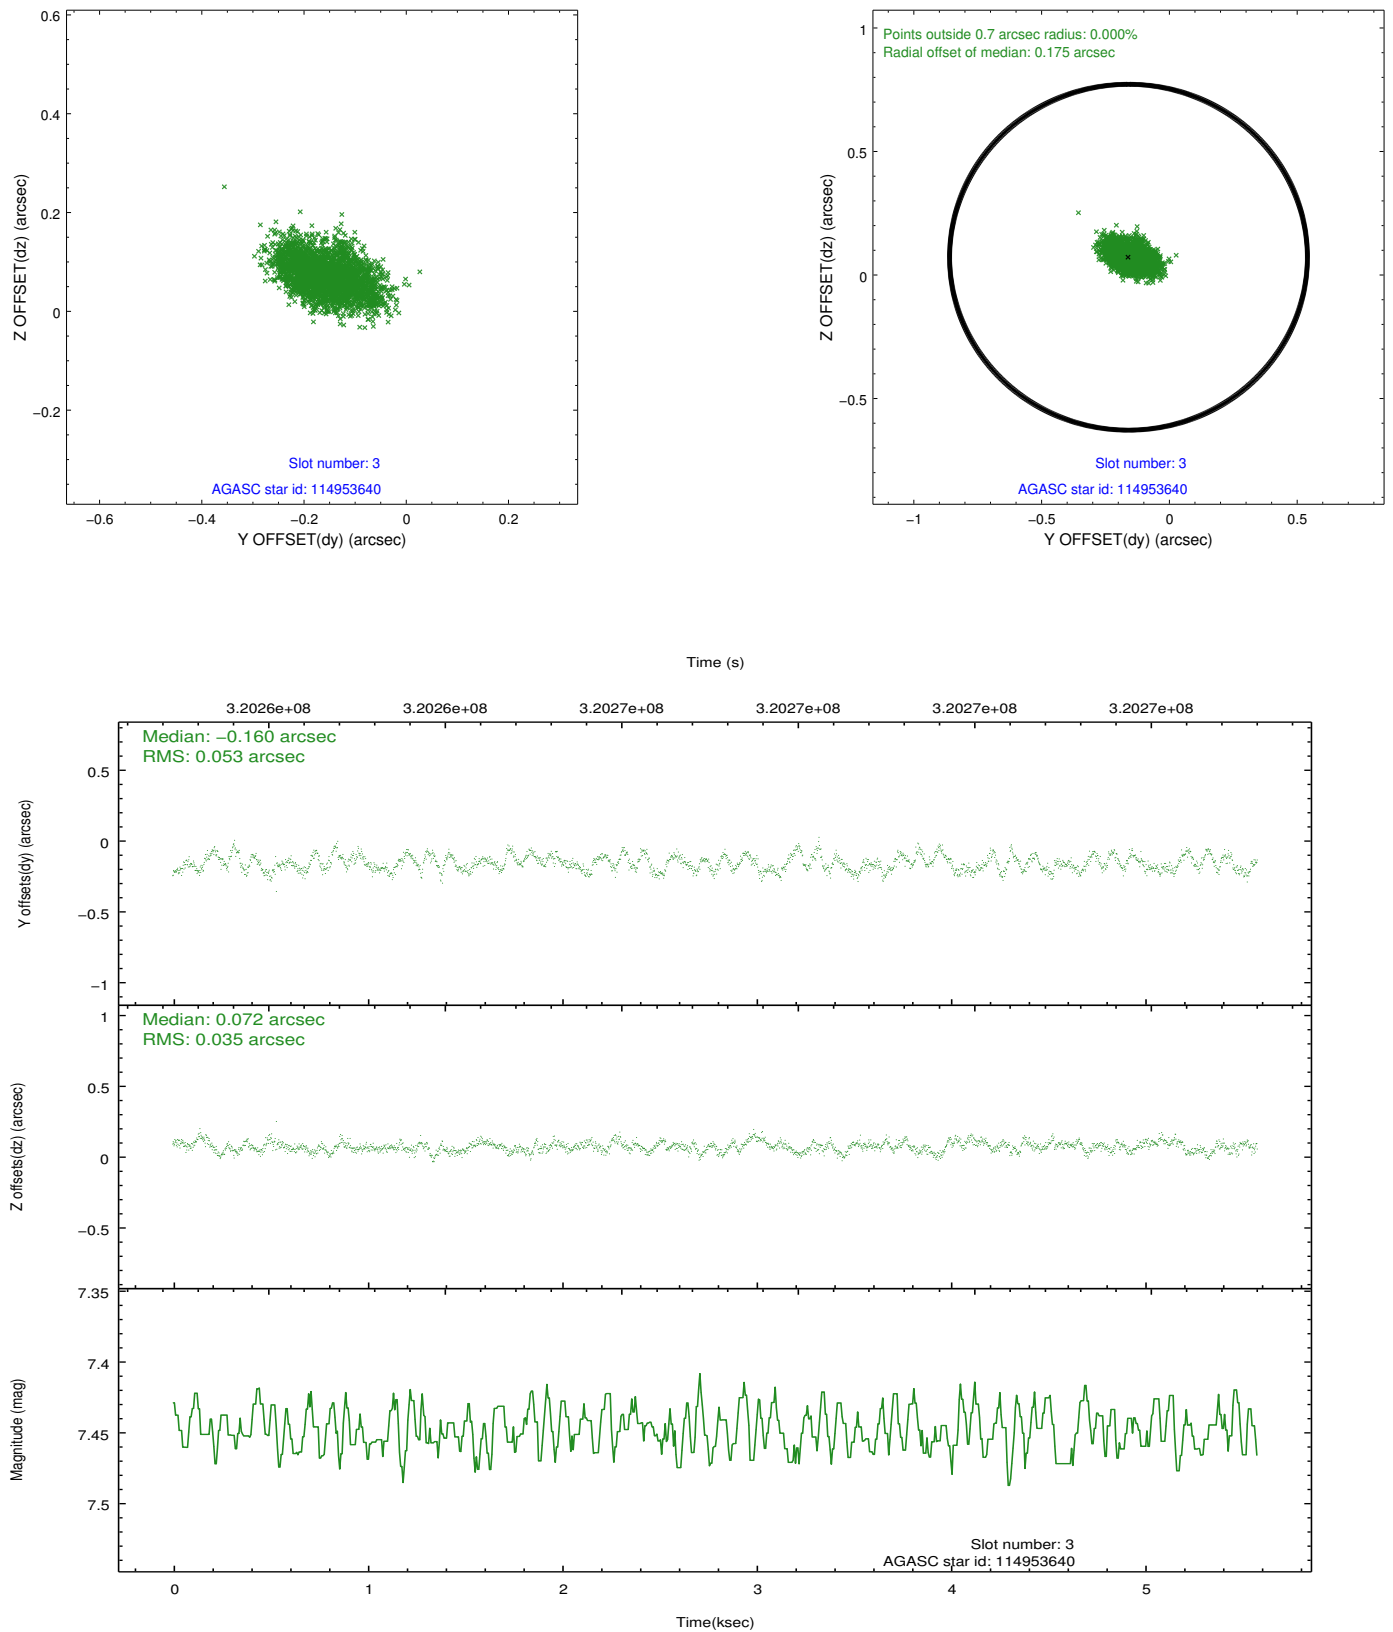 0.6
0.4
0.2
0
−0.2
Z OFFSET(dz) (arcsec)
Slot number: 3
AGASC star id: 114953640
−0.6 −0.4 −0.2 0 0.2
Y OFFSET(dy) (arcsec)
Points outside 0.7 arcsec radius: 0.000%
Radial offset of median: 0.175 arcsec
1
0.5
0
−0.5
Z OFFSET(dz) (arcsec)
Slot number: 3
AGASC star id: 114953640
−1 −0.5 0 0.5
Y OFFSET(dy) (arcsec)
Time (s)
3.2026e+08 3.2026e+08 3.2027e+08 3.2027e+08 3.2027e+08 3.2027e+08
Median: −0.160 arcsec
RMS: 0.053 arcsec
0.5
0
−0.5
−1
Y offsets(dy) (arcsec)
Median: 0.072 arcsec
RMS: 0.035 arcsec
1
0.5
0
−0.5
Z offsets(dz) (arcsec)
7.35
7.4
7.45
7.5
Magnitude (mag)
Slot number: 3
AGASC star id: 114953640
0 1 2 3 4 5
Time(ksec)